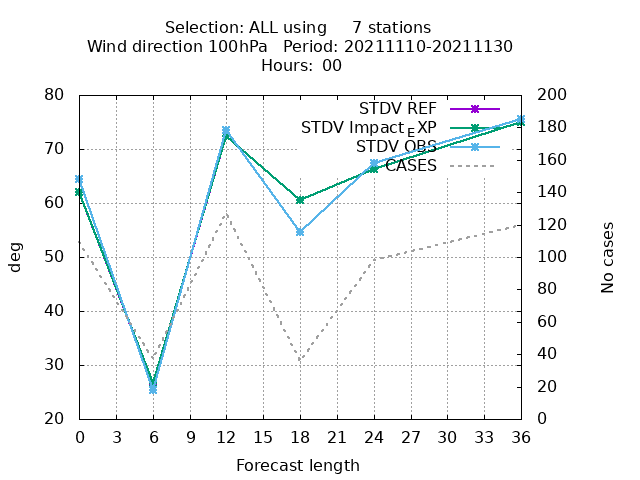 Selection: ALL using     7 stations
Wind direction 100hPa   Period: 20211110-20211130
Hours: 00
80
70
60
50
40
30
20
deg
200
180
160
140
120
100
80
60
40
20
0
No cases
STDV REF
STDV Impact_EXP
STDV OBS
CASES
0 3 6 9 12 15 18 21 24 27 30 33 36
Forecast length